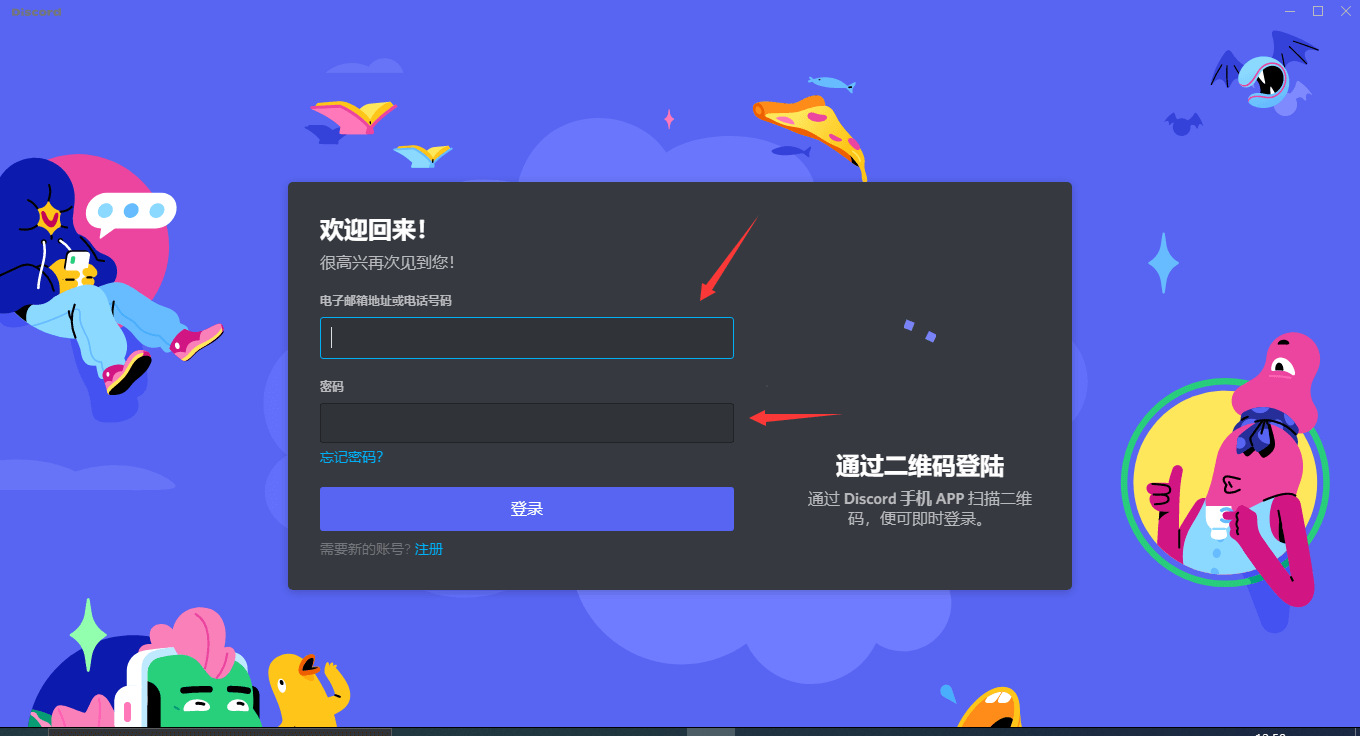 Discord
欢迎回来！
很高兴再次见到您！
电子邮箱地址或电话号码
密码
忘记密码？
登录
需要新的账号? 注册
通过二维码登陆
通过 Discord 手机 APP 扫描二维
码，便可即时登录。